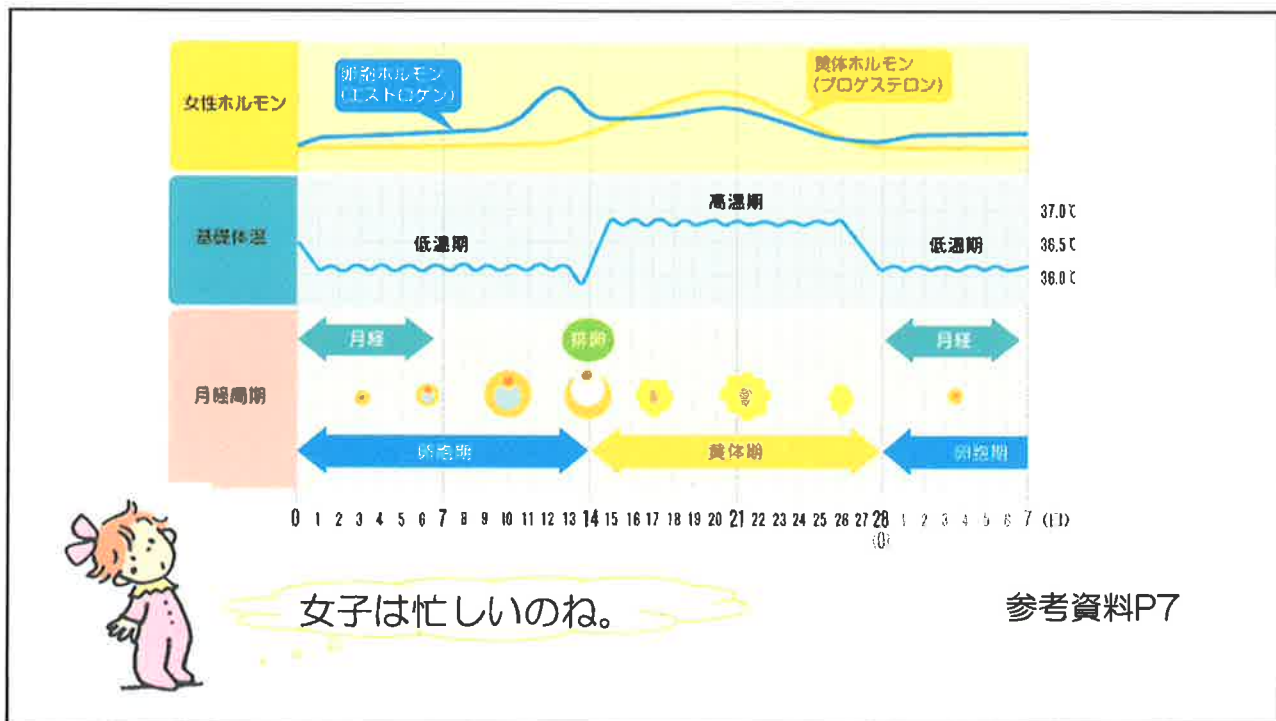 女性ホルモン
卵胞ホルモン
(エストロゲン)
黄体ホルモン
(プロゲステロン)
基礎体温
低温期
高温期
低温期
37.0℃
36.5℃
36.0℃
月経周期
月経
排卵
月経
卵胞期
黄体期
卵胞期
0 1 2 3 4 5 6 7 8 9 10 11 12 13 14 15 16 17 18 19 20 21 22 23 24 25 26 27 28 1 2 3 4 5 6 7 (日)
(0)
女子は忙しいのね。
参考資料P7